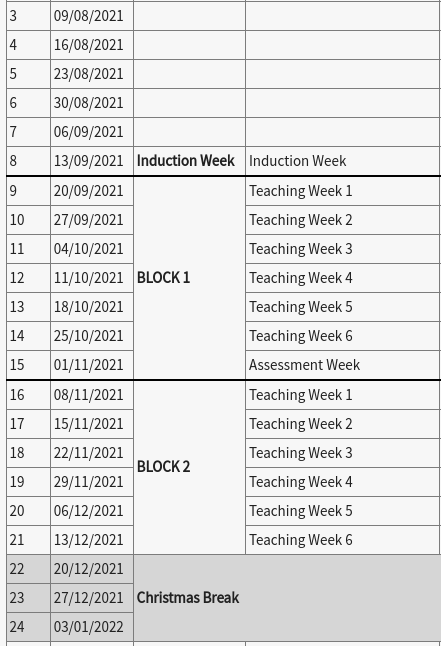 3 09/08/2021
4 16/08/2021
5 23/08/2021
6 30/08/2021
7 06/09/2021
8 13/09/2021 Induction Week Induction Week
9 20/09/2021 Teaching Week 1
10 27/09/2021 Teaching Week 2
11 04/10/2021 Teaching Week 3
12 11/10/2021 BLOCK 1 Teaching Week 4
13 18/10/2021 Teaching Week 5
14 25/10/2021 Teaching Week 6
15 01/11/2021 Assessment Week
16 08/11/2021 Teaching Week 1
17 15/11/2021 Teaching Week 2
18 22/11/2021 Teaching Week 3
BLOCK 2
19 29/11/2021 Teaching Week 4
20 06/12/2021 Teaching Week 5
21 13/12/2021 Teaching Week 6
22 20/12/2021
23 27/12/2021 Christmas Break
24 03/01/2022